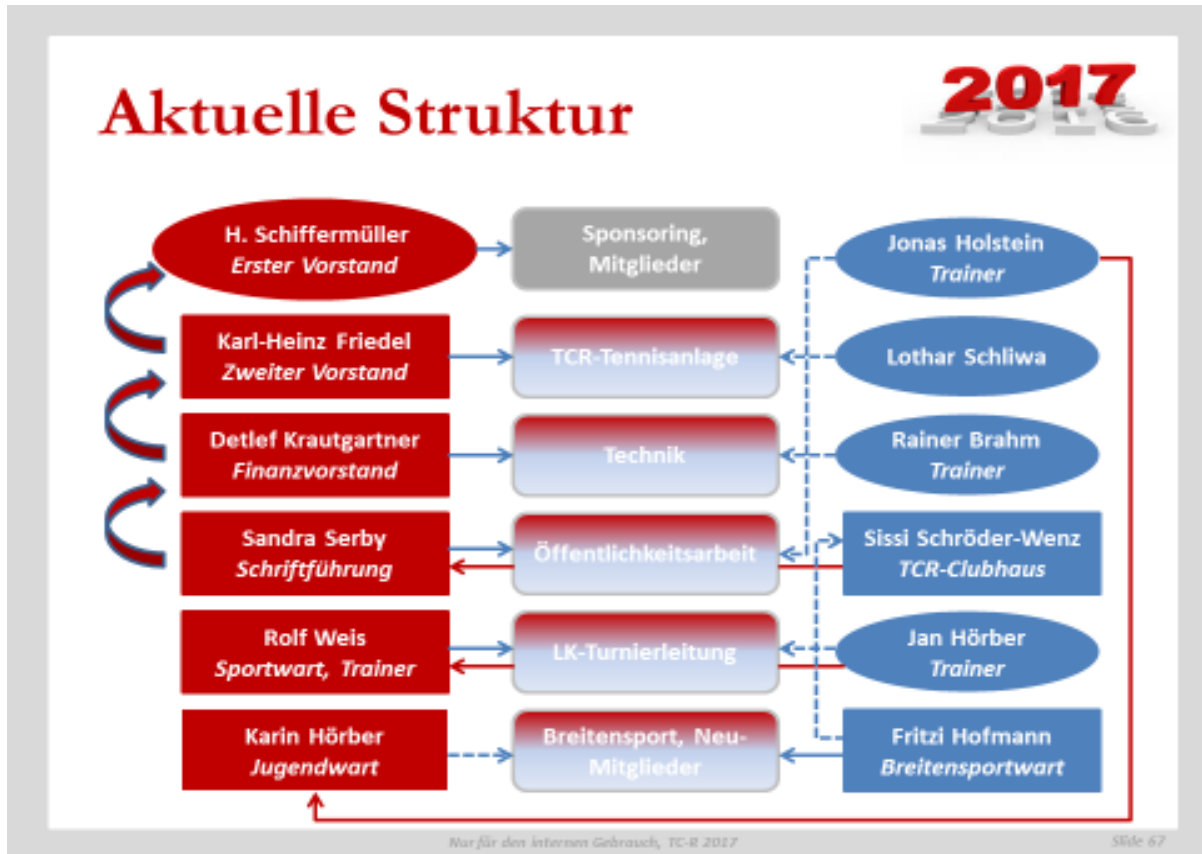 Aktuelle Struktur
2017
2016
H. Schiffermüller
Erster Vorstand
Sponsoring,
Mitglieder
Jonas Holstein
Trainer
Karl-Heinz Friedel
Zweiter Vorstand
TCR-Tennisanlage
Lothar Schliwa
Detlef Krautgartner
Finanzvorstand
Technik
Rainer Brahm
Trainer
Sandra Serby
Schriftführung
Öffentlichkeitsarbeit
Sissi Schröder-Wenz
TCR-Clubhaus
Rolf Weis
Sportwart, Trainer
LK-Turnierleitung
Jan Hörber
Trainer
Karin Hörber
Jugendwart
Breitensport, Neu-
Mitglieder
Fritzi Hofmann
Breitensportwart
Nur für den internen Gebrauch, TC-R 2017
Slide 67